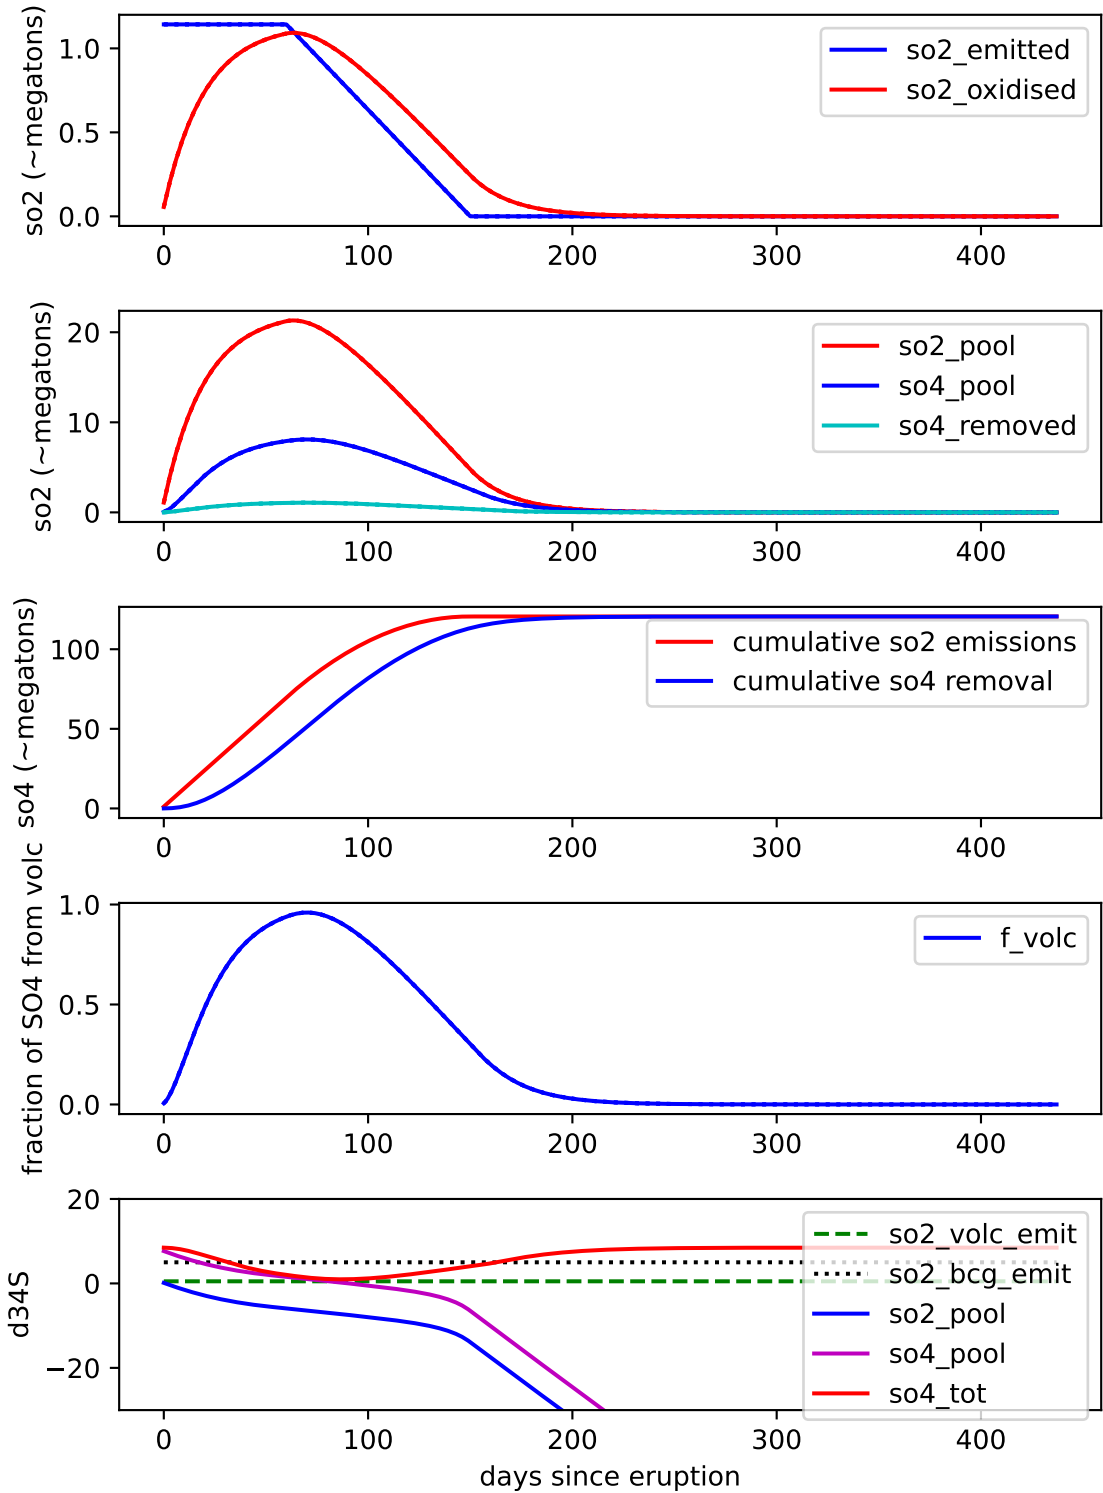 so2 (~megatons)
1.0
0.5
0.0
so2_emitted
so2_oxidised
0 100 200 300 400
so2 (~megatons)
20
10
0
so2_pool
so4_pool
so4_removed
0 100 200 300 400
so4 (~megatons)
100
50
0
cumulative so2 emissions
cumulative so4 removal
0 100 200 300 400
fraction of SO4 from volc
1.0
0.5
0.0
f_volc
0 100 200 300 400
d34S
20
0
−20
so2_volc_emit
so2_bcg_emit
so2_pool
so4_pool
so4_tot
0 100 200 300 400
days since eruption